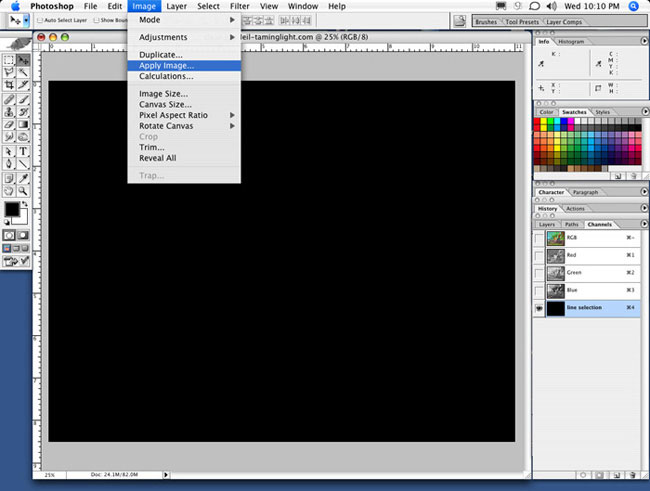 Photoshop File Edit Image Layer Select Filter View Window Help Wed 10:10 PM
Auto Select Layer Show Boun
Brushes Tool Presets Layer Comps
Mode
Adjustments
Duplicate...
Apply Image...
Calculations...
Image Size...
Canvas Size...
Pixel Aspect Ratio
Rotate Canvas
Crop
Trim...
Reveal All
Trap...
eil-taminglight.com @ 25% (RGB/8)
Info Histogram
K :
C :
M :
Y :
K :
X :
Y :
W :
H :
Color Swatches Styles
Character Paragraph
History Actions
Layers Paths Channels
RGB ⌘~
Red ⌘1
Green ⌘2
Blue ⌘3
line selection ⌘4
25% Doc: 24.1M/82.0M